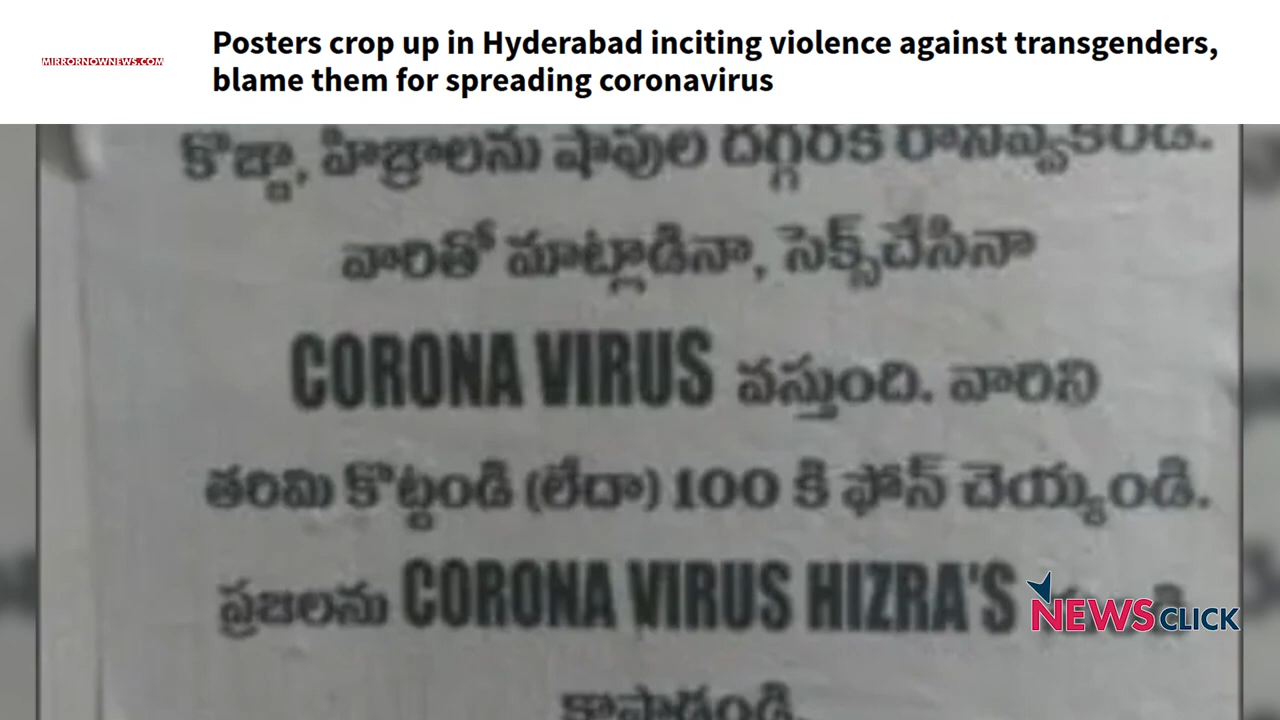 MIRRORNOWNEWS.COM
Posters crop up in Hyderabad inciting violence against transgenders,
blame them for spreading coronavirus
కొజ్జా, హిజ్రాలను షాపుల దగ్గరికి రానివ్వకండి.
వారితో మాట్లాడినా, సెక్స్‌చేసినా
CORONA VIRUS వస్తుంది. వారిని
తరిమి కొట్టండి (లేదా) 100 కి ఫోన్ చెయ్యండి.
ప్రజలను CORONA VIRUS HIZRA'S
NEWSCLICK
కాపాడండి.